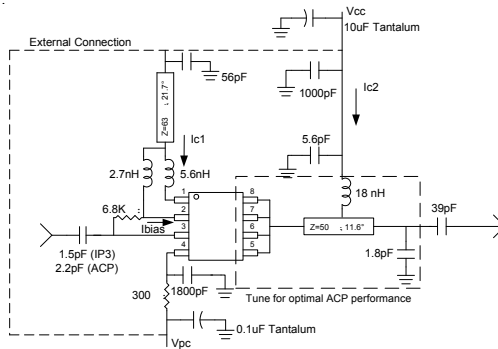 Vcc
10uF Tantalum
External Connection
56pF
1000pF
Z=63 , 21.7°
Ic1
Ic2
5.6pF
2.7nH
5.6nH
18 nH
6.8K :
Ibias
1
2
3
4
8
7
6
5
Z=50 , 11.6°
39pF
1.5pF (IP3)
2.2pF (ACP)
1.8pF
1800pF
300 :
Tune for optimal ACP performance
0.1uF Tantalum
Vpc